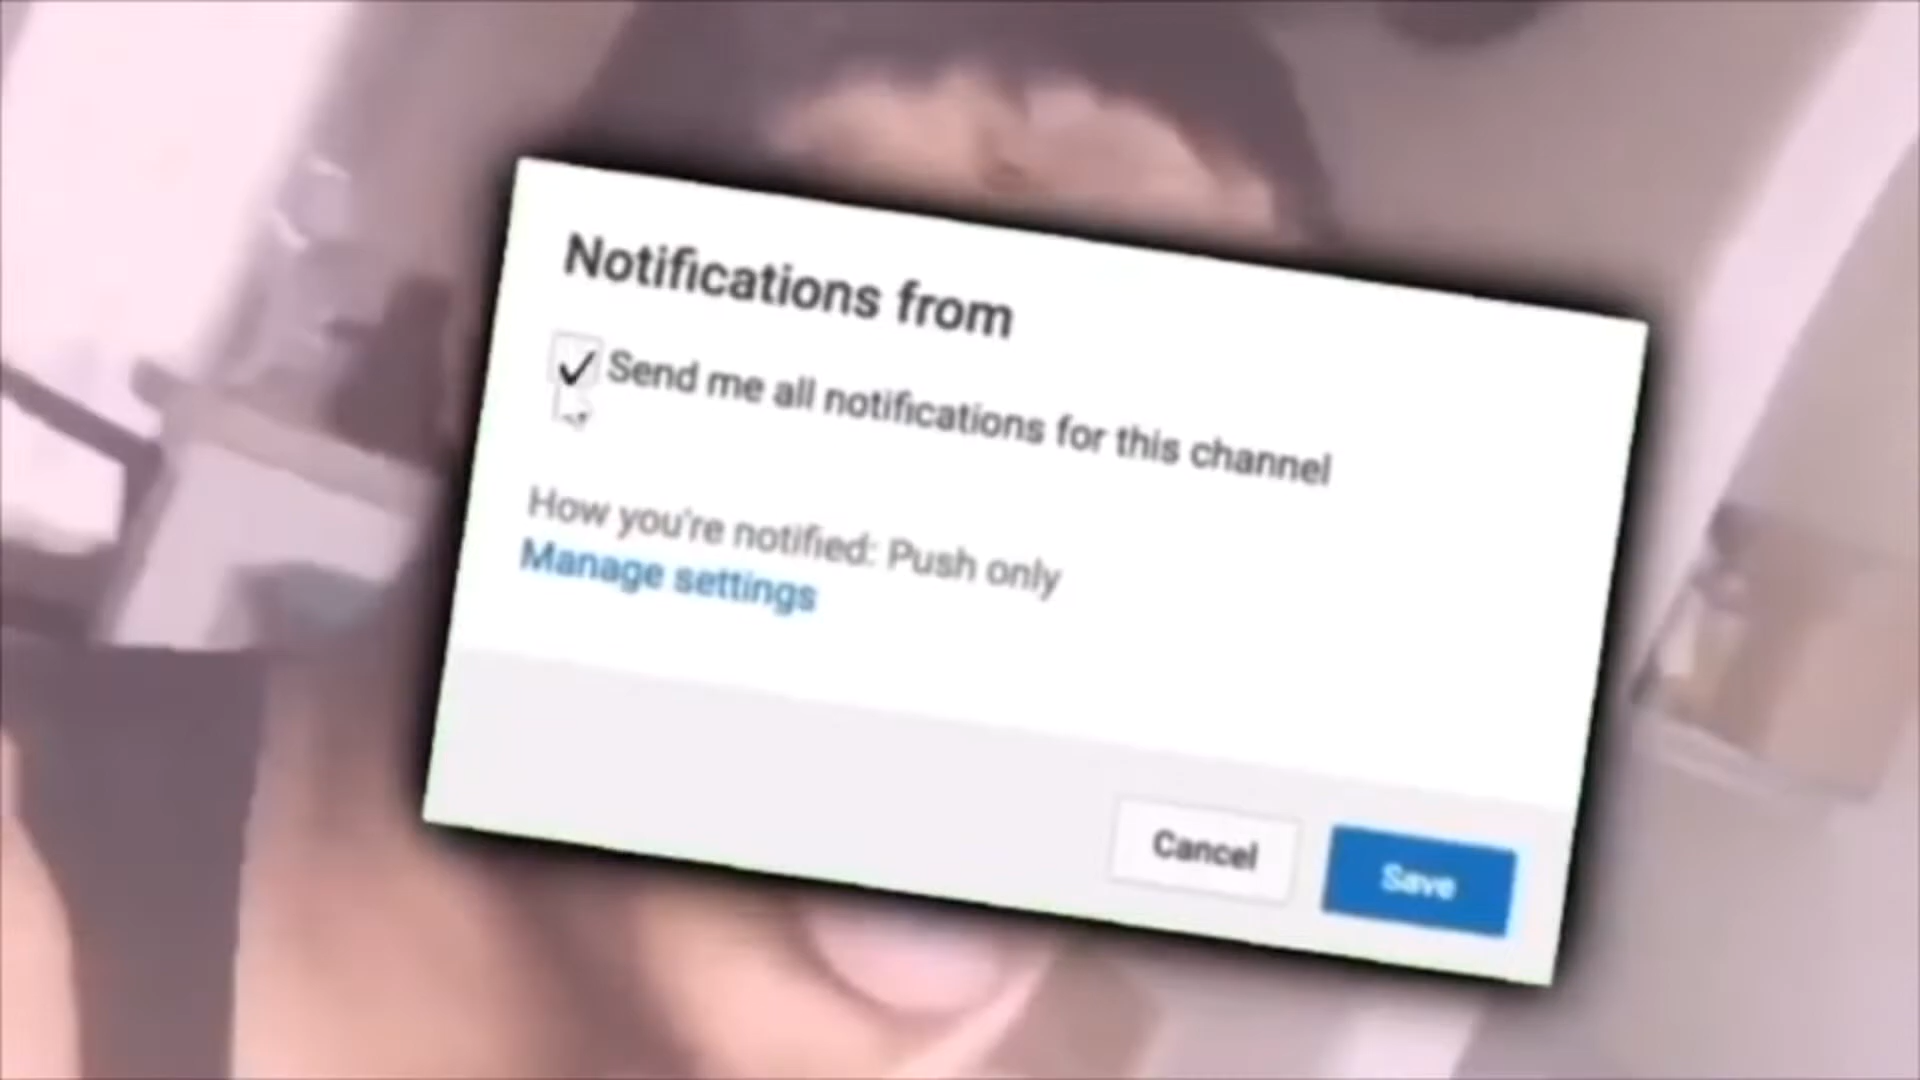 Notifications from
Send me all notifications for this channel
How you're notified: Push only
Manage settings
Cancel
Save